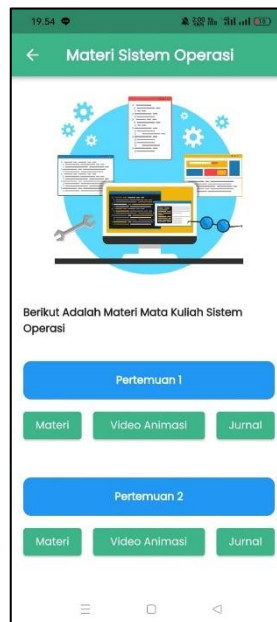 19.54
Materi Sistem Operasi
Berikut Adalah Materi Mata Kuliah Sistem
Operasi
Pertemuan 1
Materi
Video Animasi
Jurnal
Pertemuan 2
Materi
Video Animasi
Jurnal